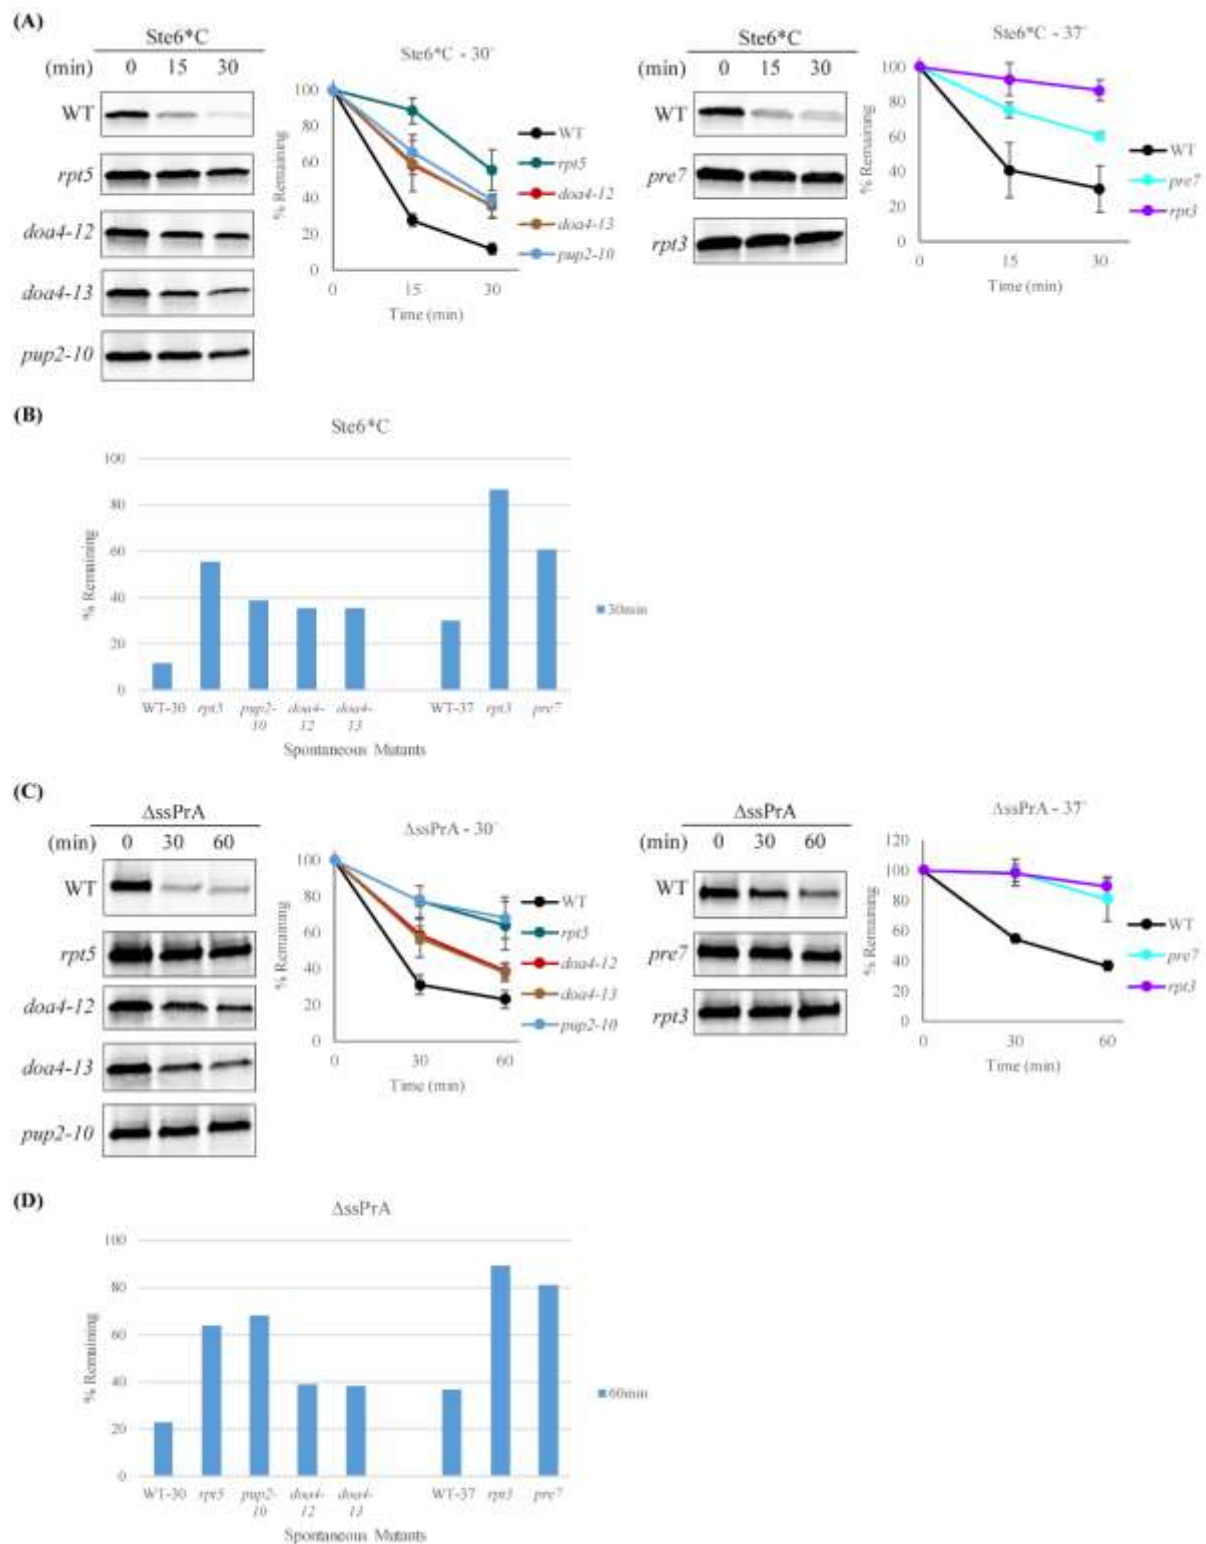 (A)
Ste6*C
(min) 0 15 30
WT
rpt5
doa4-12
doa4-13
pup2-10
Ste6*C - 30°
% Remaining
100
80
60
40
20
0
0 15 30
Time (min)
WT
rpt5
doa4-12
doa4-13
pup2-10
Ste6*C
(min) 0 15 30
WT
pre7
rpt3
Ste6*C - 37°
% Remaining
100
80
60
40
20
0
0 15 30
Time (min)
WT
pre7
rpt3
(B)
Ste6*C
% Remaining
100
80
60
40
20
0
WT-30 rpt5 pup2-10 doa4-12 doa4-13 WT-37 rpt3 pre7
Spontaneous Mutants
30min
(C)
ΔssPrA
(min) 0 30 60
WT
rpt5
doa4-12
doa4-13
pup2-10
ΔssPrA - 30°
% Remaining
100
80
60
40
20
0
0 30 60
Time (min)
WT
rpt5
doa4-12
doa4-13
pup2-10
ΔssPrA
(min) 0 30 60
WT
pre7
rpt3
ΔssPrA - 37°
% Remaining
120
100
80
60
40
20
0
0 30 60
Time (min)
WT
pre7
rpt3
(D)
ΔssPrA
% Remaining
100
80
60
40
20
0
WT-30 rpt5 pup2-10 doa4-12 doa4-13 WT-37 rpt3 pre7
Spontaneous Mutants
60min